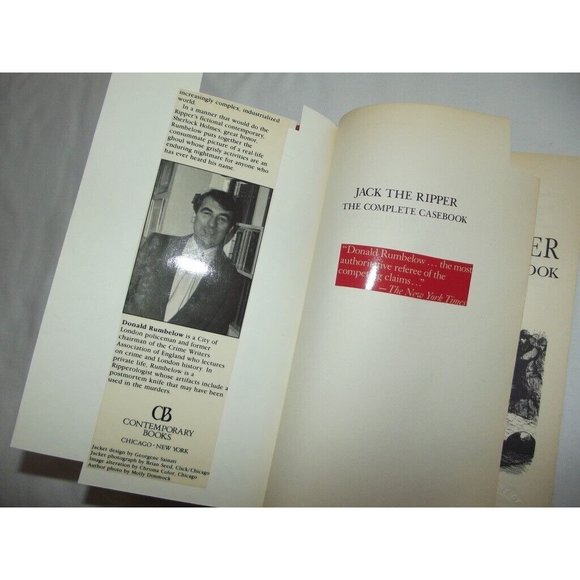 increasingly complex, industrialized
world.
In a manner that would do the
Ripper's fictional contemporary,
Sherlock Holmes, great honor,
Rumbelow puts together the
consummate picture of a real-life
ghoul whose grisly activities are an
enduring nightmare for anyone who
has ever heard his name.
Donald Rumbelow is a City of
London policeman and former
chairman of the Crime Writers
Association of England who lectures
on crime and London history. In
private life, Rumbelow is a
Ripperologist whose artifacts include a
postmortem knife that may have been
used in the murders.
CB
CONTEMPORARY
BOOKS
CHICAGO · NEW YORK
Jacket design by Georgene Sainati
Jacket photograph by Brian Seed, Click/Chicago
Image alteration by Chroma Color, Chicago
Author photo by Molly Dimmock
JACK THE RIPPER
THE COMPLETE CASEBOOK
"Donald Rumbelow . . . the most
authoritative referee of the
competing claims..."
— The New York Times
ER
OOK